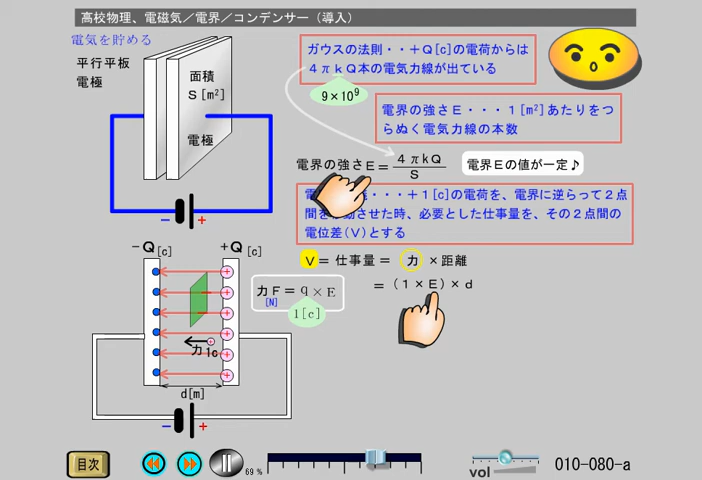 高校物理、電磁気／電界／コンデンサー（導入）
電気を貯める
平行平板
電極
面積
S[m²]
電極
− +
ガウスの法則・・＋Q[c]の電荷からは
４πkQ本の電気力線が出ている
9×10⁹
電界の強さE・・・１[m²]あたりをつ
らぬく電気力線の本数
電界の強さE＝４πkQ/S
電界Eの値が一定♪
・・・＋１[c]の電荷を、電界に逆らって２点
間を 動させた時、必要とした仕事量を、その２点間の
電位差(V)とする
V＝仕事量＝力×距離
＝(１×E)×d
−Q[c] +Q[c]
力F＝q×E
[N]
1[c]
力 1c
d[m]
− +
目次
69 %
vol
010-080-a